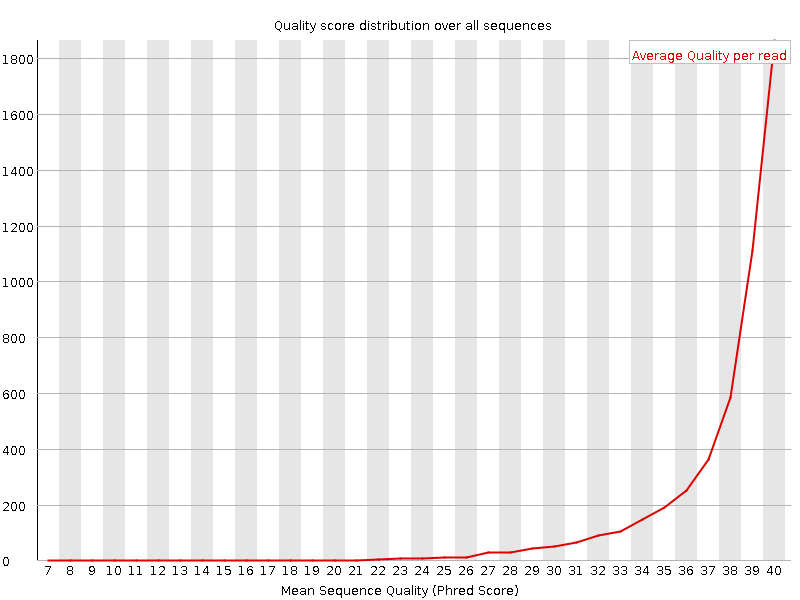 Quality score distribution over all sequences
Average Quality per read
1800
1600
1400
1200
1000
800
600
400
200
0
7 8 9 10 11 12 13 14 15 16 17 18 19 20 21 22 23 24 25 26 27 28 29 30 31 32 33 34 35 36 37 38 39 40
Mean Sequence Quality (Phred Score)